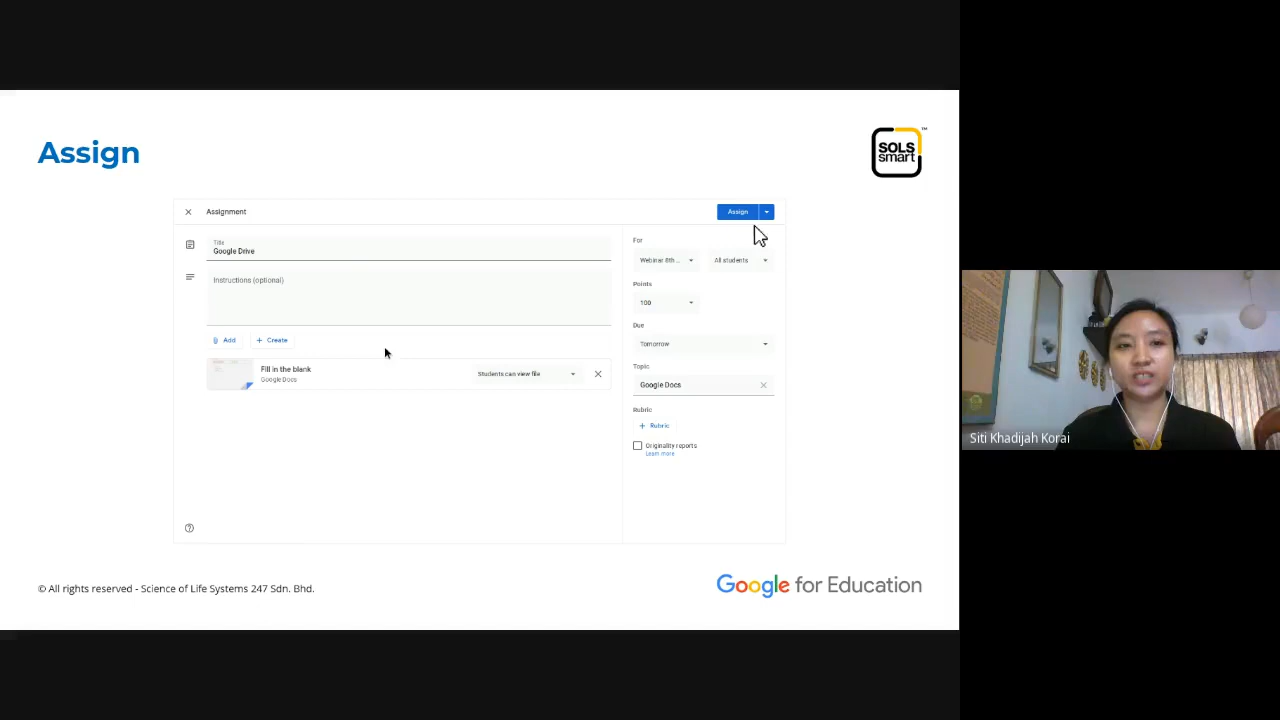 Assign
SOLS
smart
™
Assignment
Assign
Title
Google Drive
Instructions (optional)
Add
Create
Fill in the blank
Google Docs
Students can view file
For
Webinar 8th ...
All students
Points
100
Due
Tomorrow
Topic
Google Docs
Rubric
+ Rubric
Originality reports
Learn more
© All rights reserved - Science of Life Systems 247 Sdn. Bhd.
Google for Education
Siti Khadijah Korai